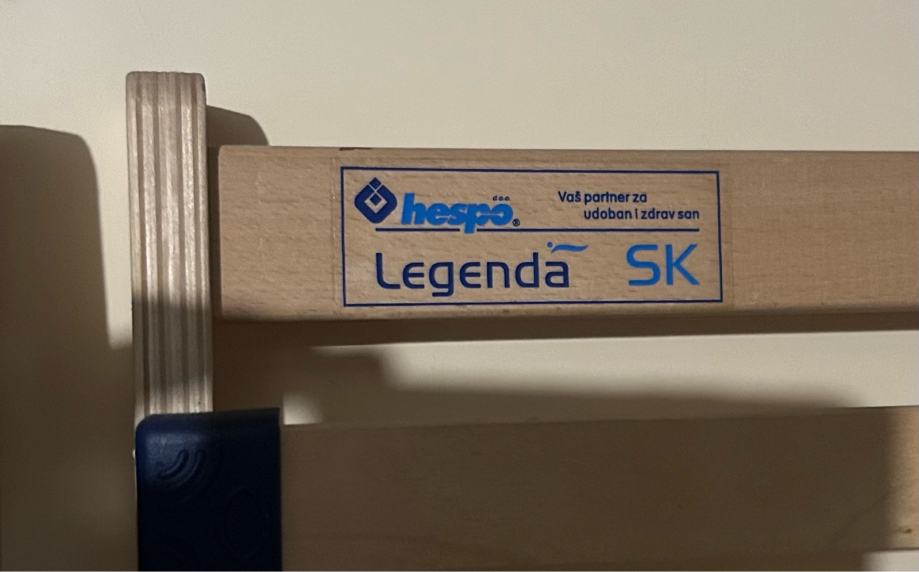 hespo d.o.o. ®
Vaš partner za
udoban i zdrav san
Legenda SK